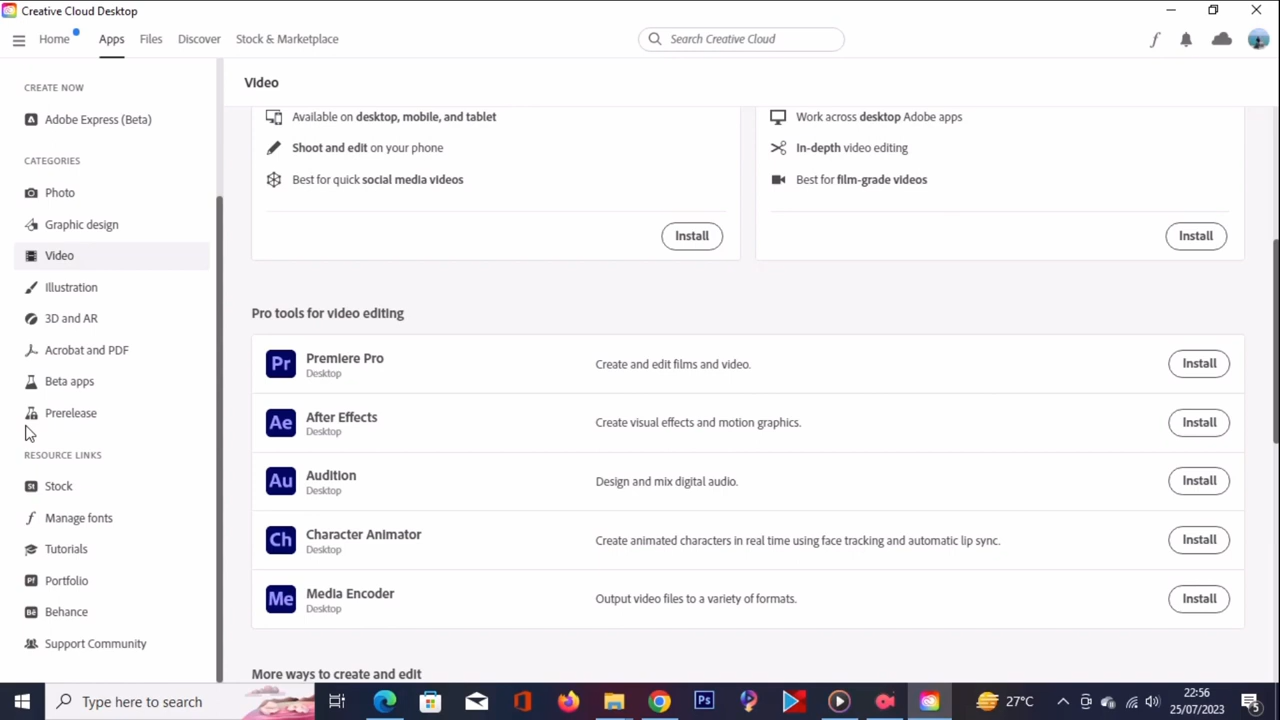 Creative Cloud Desktop
Home Apps Files Discover Stock & Marketplace Search Creative Cloud
CREATE NOW
Adobe Express (Beta)
CATEGORIES
Photo
Graphic design
Video
Illustration
3D and AR
Acrobat and PDF
Beta apps
Prerelease
RESOURCE LINKS
St Stock
Manage fonts
Tutorials
Pf Portfolio
Bē Behance
Support Community
Video
Available on desktop, mobile, and tablet
Shoot and edit on your phone
Best for quick social media videos
Install
Work across desktop Adobe apps
In-depth video editing
Best for film-grade videos
Install
Pro tools for video editing
Pr Premiere Pro
Desktop
Create and edit films and video.
Install
Ae After Effects
Desktop
Create visual effects and motion graphics.
Install
Au Audition
Desktop
Design and mix digital audio.
Install
Ch Character Animator
Desktop
Create animated characters in real time using face tracking and automatic lip sync.
Install
Me Media Encoder
Desktop
Output video files to a variety of formats.
Install
More ways to create and edit
Type here to search
Ps
27°C
22:56
25/07/2023
5